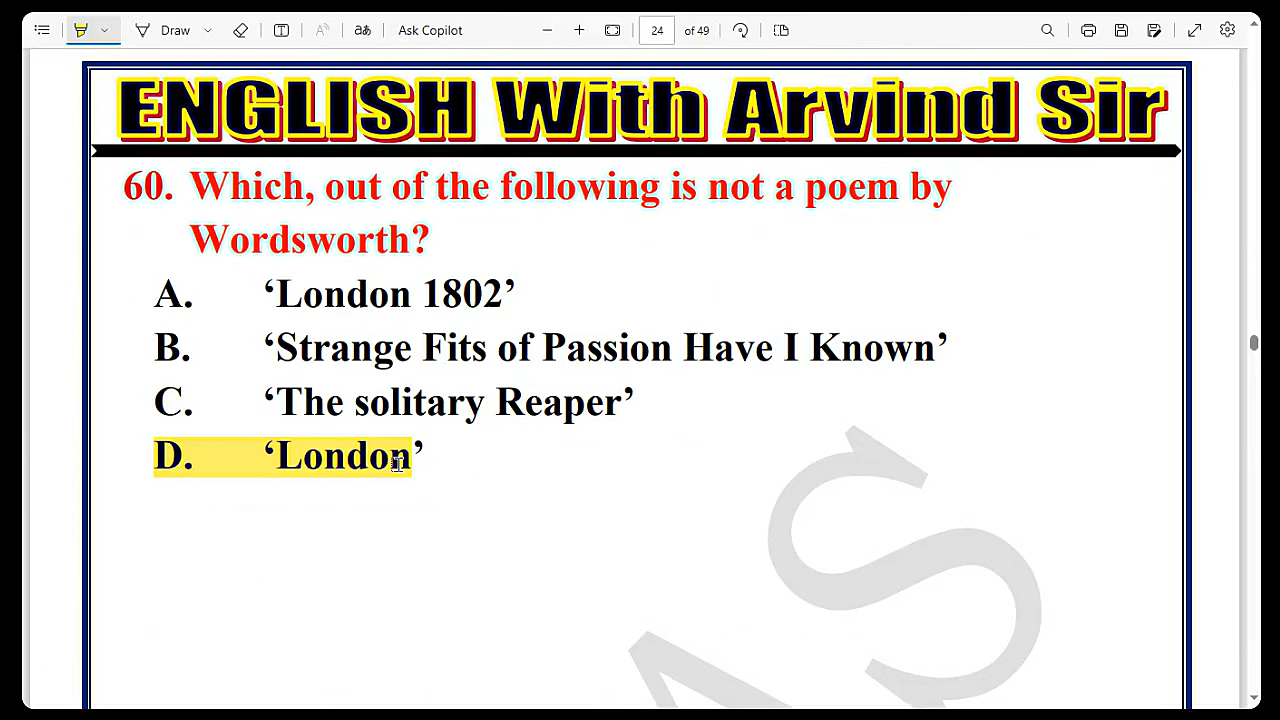 Draw
Ask Copilot
24 of 49
ENGLISH With Arvind Sir
60. Which, out of the following is not a poem by
Wordsworth?
A. ‘London 1802’
B. ‘Strange Fits of Passion Have I Known’
C. ‘The solitary Reaper’
D. ‘London’